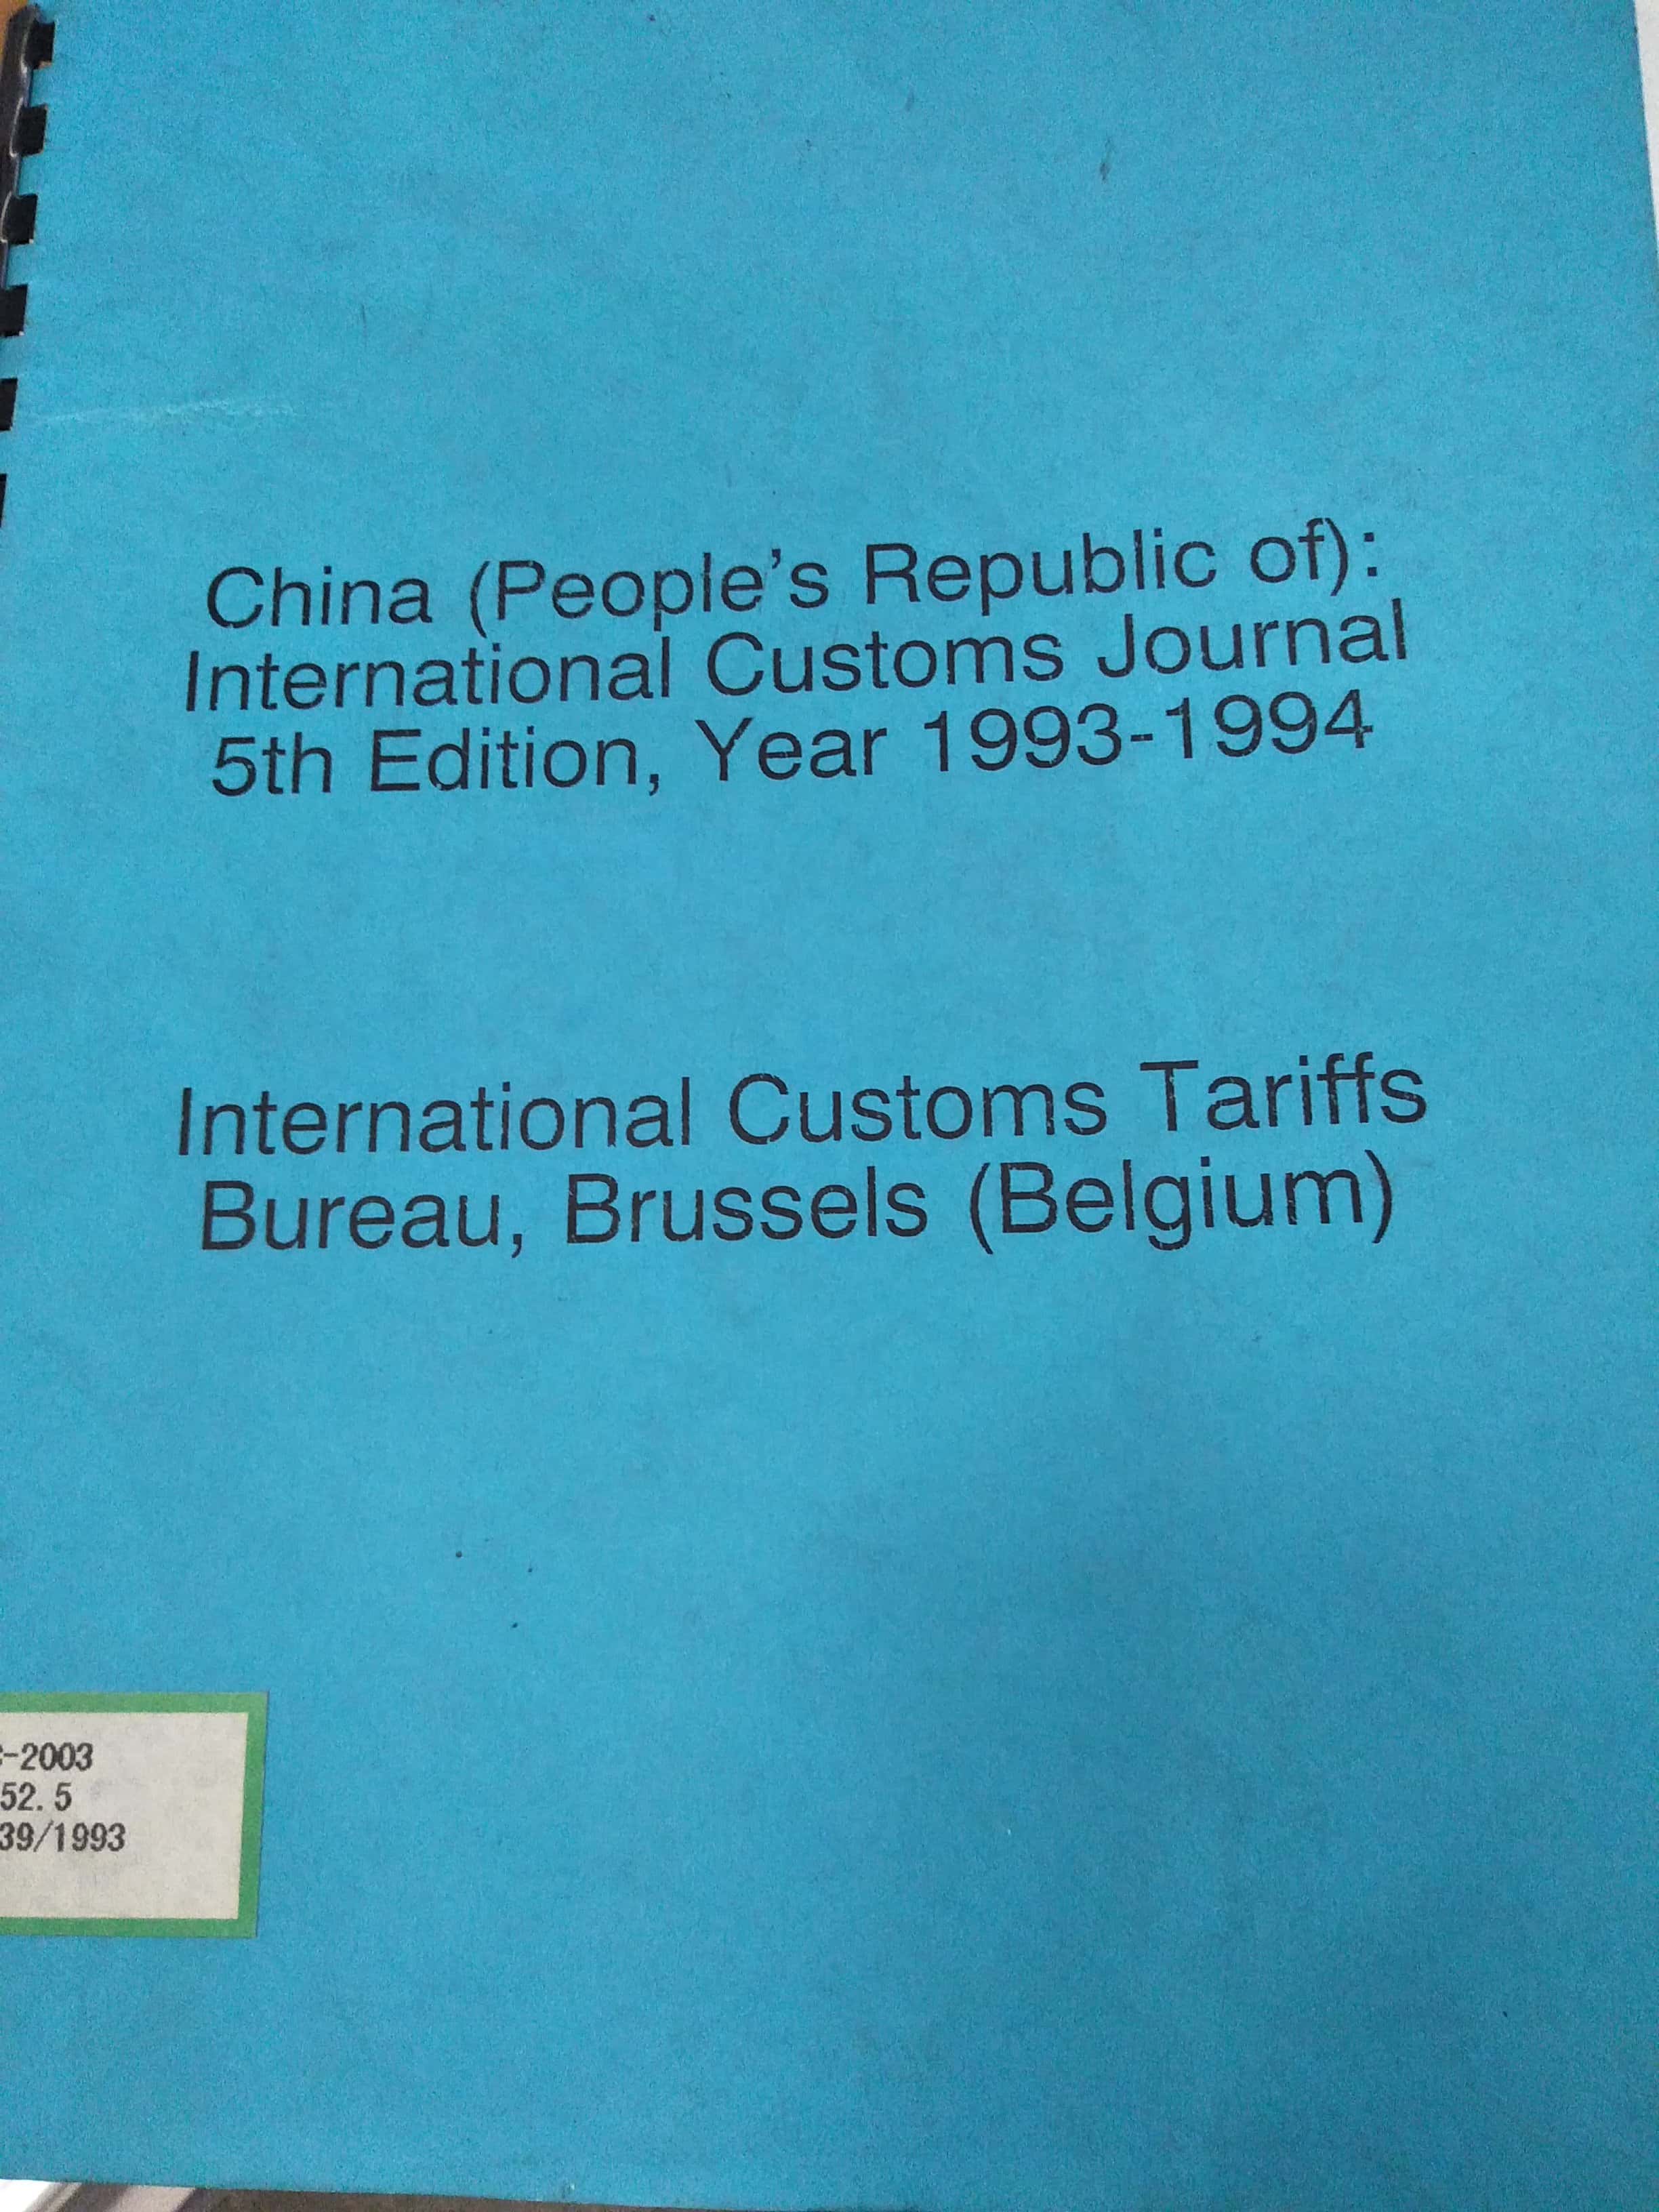 China (People's Republic of):
International Customs Journal
5th Edition, Year 1993-1994
International Customs Tariffs
Bureau, Brussels (Belgium)
-2003
52.5
39/1993